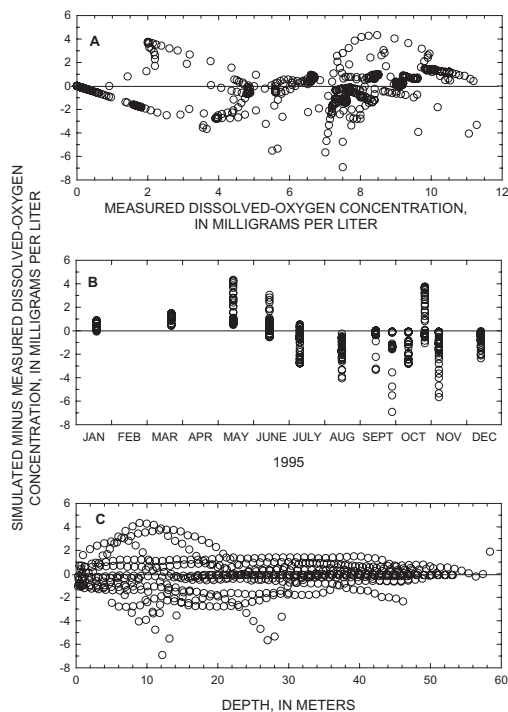 SIMULATED MINUS MEASURED DISSOLVED-OXYGEN
CONCENTRATION, IN MILLIGRAMS PER LITER
A
6
4
2
0
-2
-4
-6
-8
0 2 4 6 8 10 12
MEASURED DISSOLVED-OXYGEN CONCENTRATION,
IN MILLIGRAMS PER LITER
B
6
4
2
0
-2
-4
-6
-8
JAN FEB MAR APR MAY JUNE JULY AUG SEPT OCT NOV DEC
1995
C
6
4
2
0
-2
-4
-6
-8
0 10 20 30 40 50 60
DEPTH, IN METERS